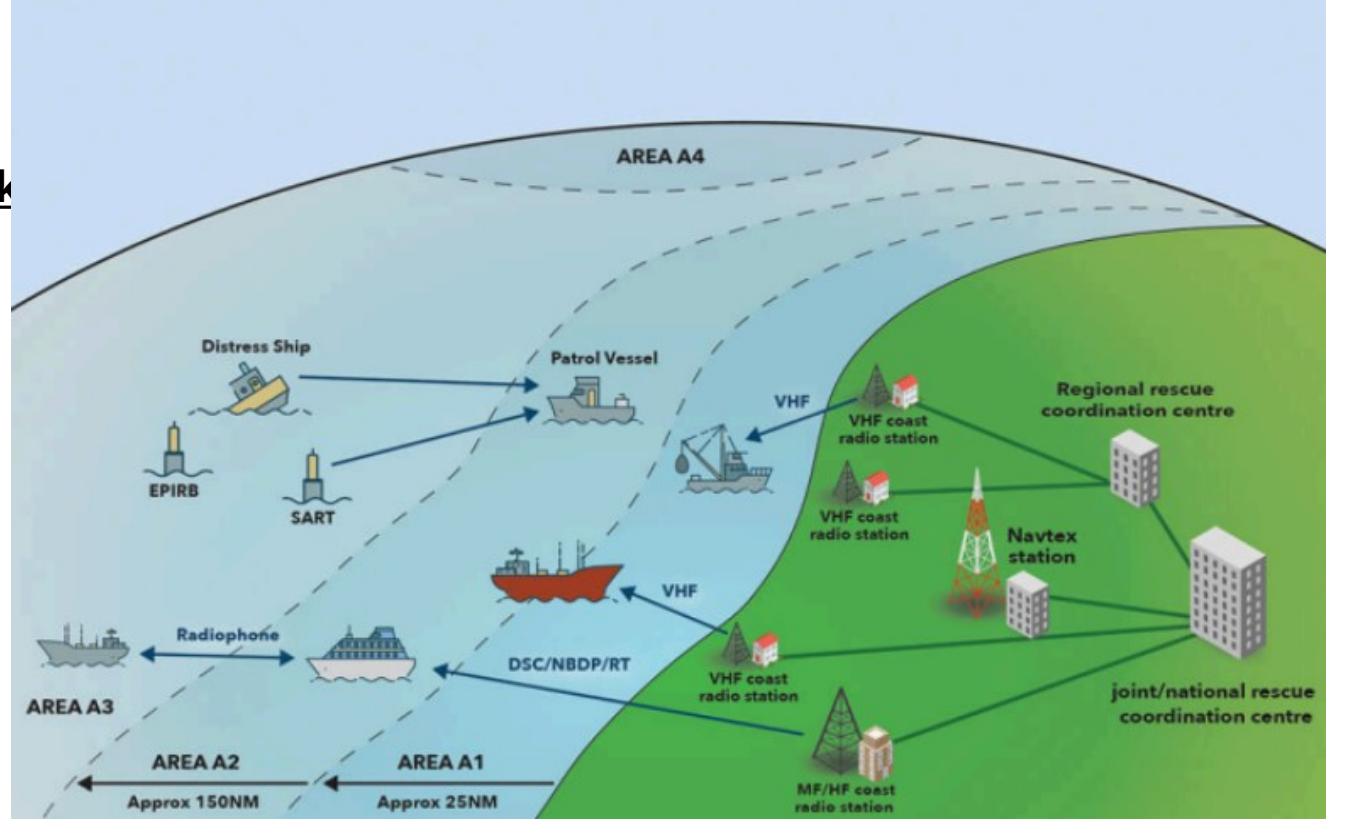 AREA A4
k
Distress Ship
Patrol Vessel
VHF
VHF coast
radio station
Regional rescue
coordination centre
EPIRB
SART
VHF coast
radio station
Navtex
station
VHF
Radiophone
DSC/NBDP/RT
VHF coast
radio station
joint/national rescue
coordination centre
AREA A3
AREA A2
Approx 150NM
AREA A1
Approx 25NM
MF/HF coast
radio station